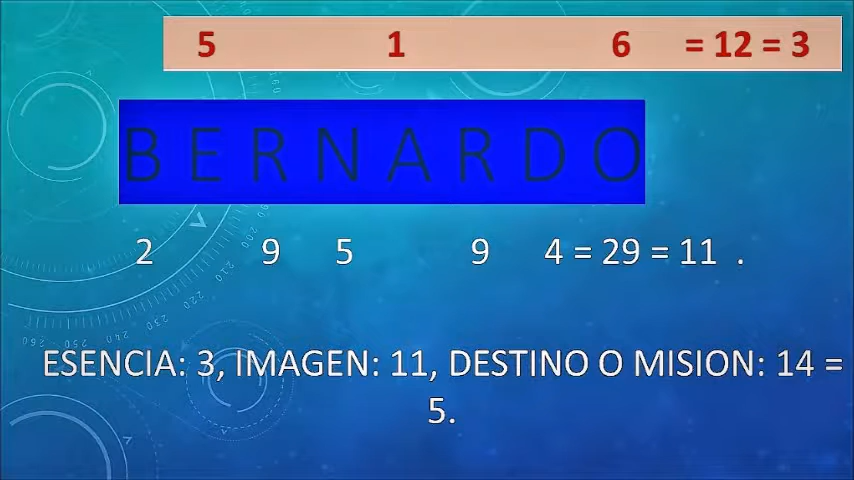 5 1 6 = 12 = 3
BERNARDO
2 9 5 9 4 = 29 = 11 .
ESENCIA: 3, IMAGEN: 11, DESTINO O MISION: 14 =
5.